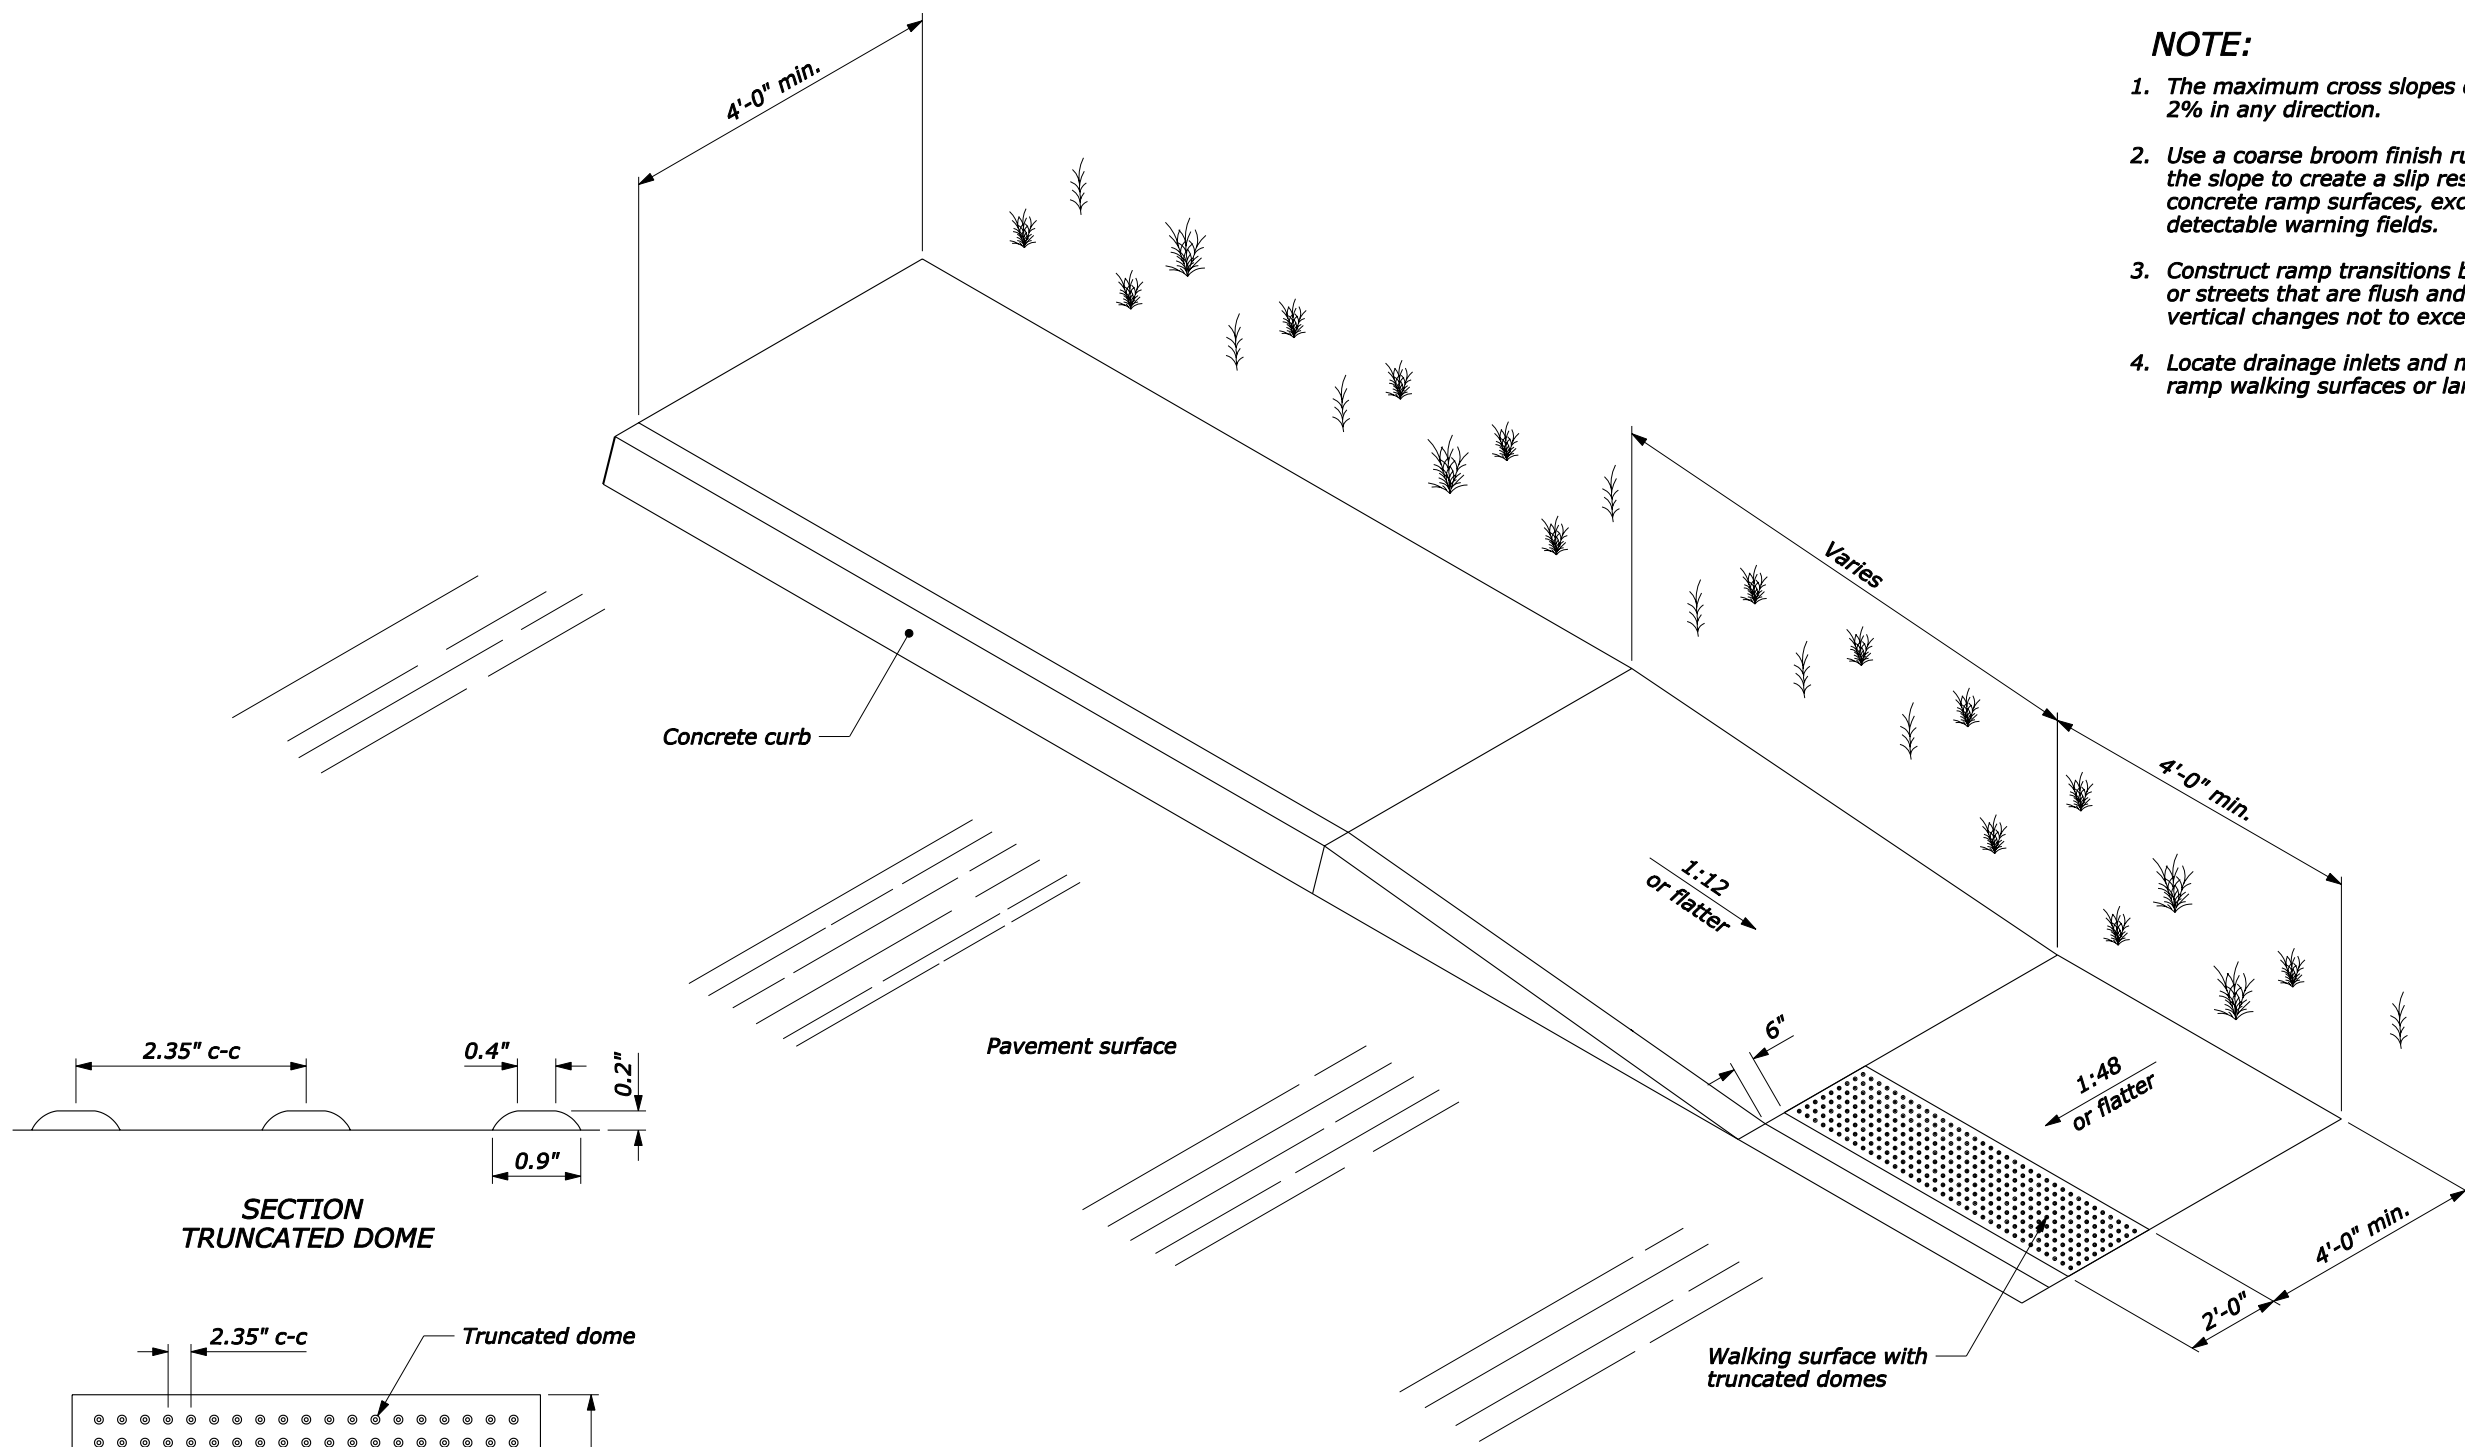 NOTE:
1. The maximum cross slopes
2% in any direction.
2. Use a coarse broom finish
the slope to create a slip
concrete ramp surfaces,
detectable warning fields.
3. Construct ramp transitions
or streets that are flush and
vertical changes not to
4. Locate drainage inlets and
ramp walking surfaces or
4'-0" min.
Varies
4'-0" min.
Concrete curb
1:12
or flatter
6"
1:48
or flatter
Pavement surface
4'-0" min.
2'-0"
Walking surface with
truncated domes
2.35" c-c
0.4"
0.2"
0.9"
SECTION
TRUNCATED DOME
2.35" c-c
Truncated dome